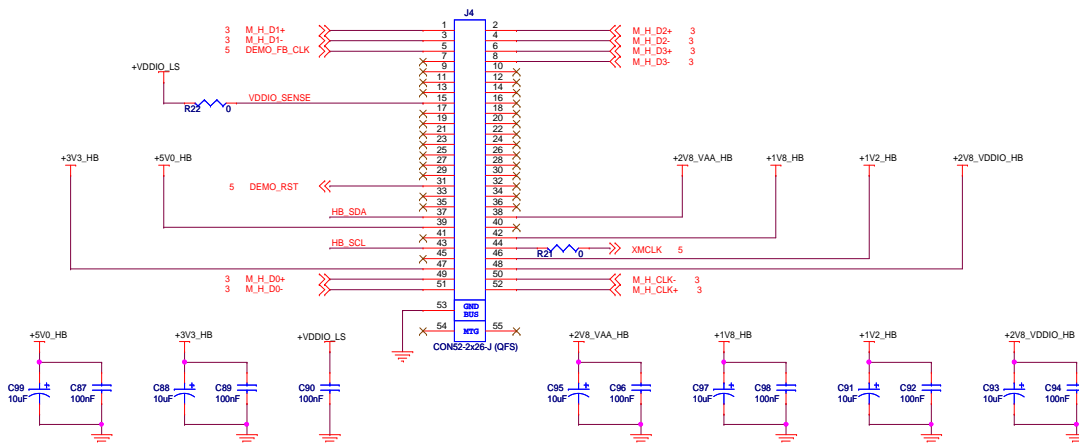 J4
3 M_H_D1+ 1 2 M_H_D2+ 3
3 M_H_D1- 3 4 M_H_D2- 3
5 DEMO_FB_CLK 5 6 M_H_D3+ 3
7 8 M_H_D3- 3
9 10
+VDDIO_LS
11 12
13 14
VDDIO_SENSE 15 16
R22 0
17 18
19 20
21 22
23 24
25 26
+3V3_HB +5V0_HB +2V8_VAA_HB +1V8_HB +1V2_HB +2V8_VDDIO_HB
27 28
29 30
5 DEMO_RST 31 32
33 34
35 36
HB_SDA 37 38
39 40
41 42
HB_SCL 43 44 R21 0 XMCLK 5
45 46
47 48
3 M_H_D0+ 49 50 M_H_CLK- 3
3 M_H_D0- 51 52 M_H_CLK+ 3
53 GND BUS
54 MTG 55
CON52-2x26-J (QFS)
+5V0_HB +3V3_HB +VDDIO_LS +2V8_VAA_HB +1V8_HB +1V2_HB +2V8_VDDIO_HB
C99 10uF + C87 100nF C88 10uF + C89 100nF C90 100nF C95 10uF + C96 100nF C97 10uF + C98 100nF C91 10uF + C92 100nF C93 10uF + C94 100nF